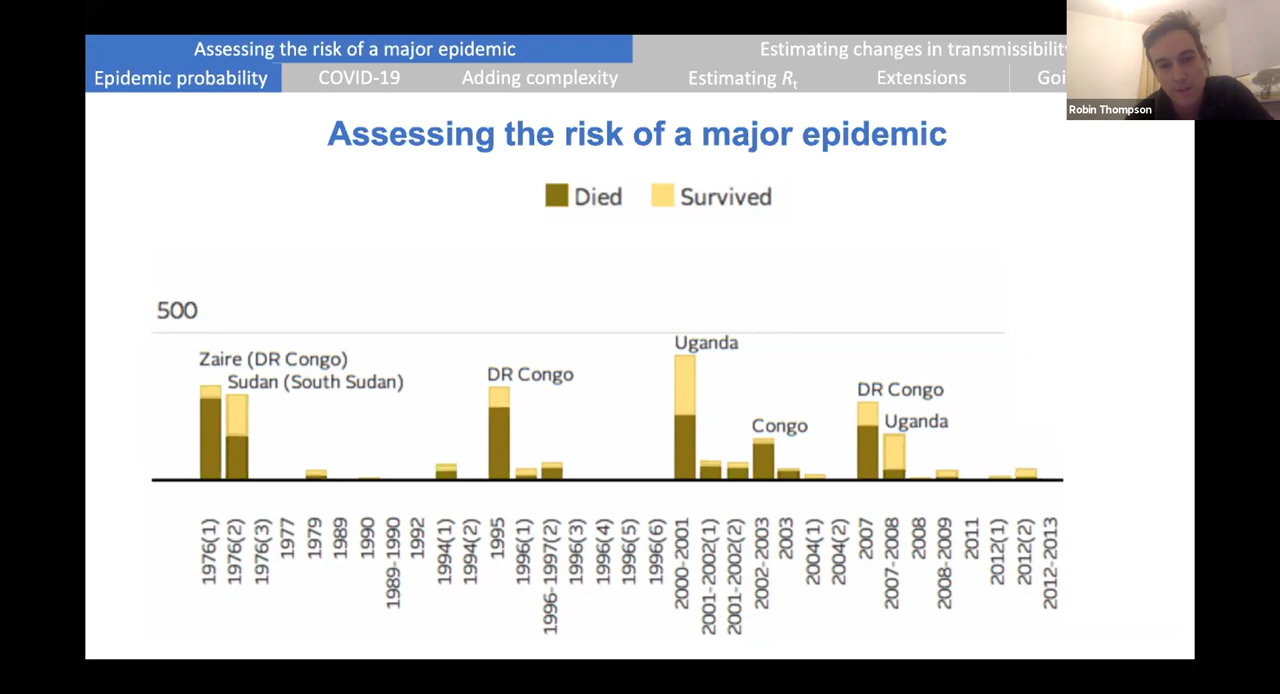 Assessing the risk of a major epidemic
Estimating changes in transmissibility
Epidemic probability
COVID-19
Adding complexity
Estimating Rt
Extensions
Robin Thompson
Assessing the risk of a major epidemic
Died
Survived
500
Uganda
Zaire (DR Congo)
Sudan (South Sudan)
DR Congo
DR Congo
Uganda
Congo
1976(1)
1976(2)
1976(3)
1977
1979
1989
1990
1989-1990
1992
1994(1)
1994(2)
1995
1996(1)
1996-1997(2)
1996(3)
1996(4)
1996(5)
1996(6)
2000-2001
2001-2002(1)
2001-2002(2)
2002-2003
2003
2004(1)
2004(2)
2007
2007-2008
2008
2008-2009
2011
2012(1)
2012(2)
2012-2013